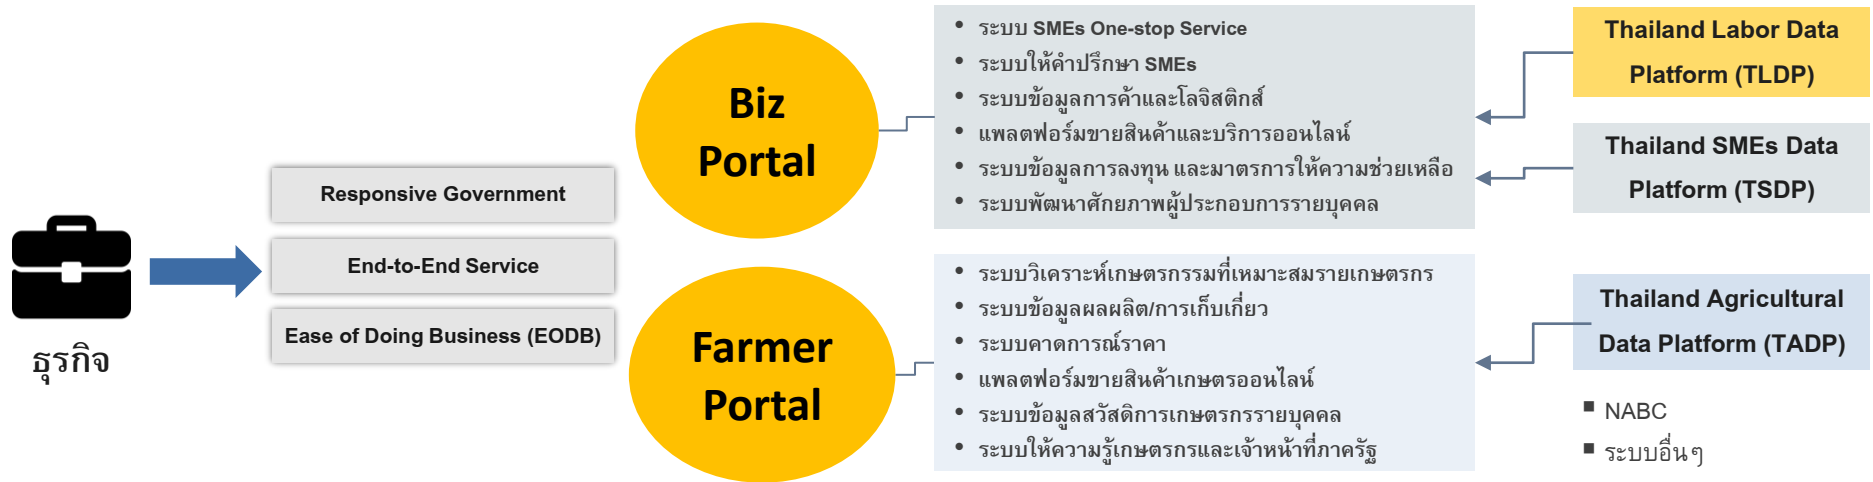 ธุรกิจ
Responsive Government
End-to-End Service
Ease of Doing Business (EODB)
Biz
Portal
• ระบบ SMEs One-stop Service
• ระบบให้คำปรึกษา SMEs
• ระบบข้อมูลการค้าและโลจิสติกส์
• แพลตฟอร์มขายสินค้าและบริการออนไลน์
• ระบบข้อมูลการลงทุน และมาตรการให้ความช่วยเหลือ
• ระบบพัฒนาศักยภาพผู้ประกอบการรายบุคคล
Thailand Labor Data
Platform (TLDP)
Thailand SMEs Data
Platform (TSDP)
Farmer
Portal
• ระบบวิเคราะห์เกษตรกรรมที่เหมาะสมรายเกษตรกร
• ระบบข้อมูลผลผลิต/การเก็บเกี่ยว
• ระบบคาดการณ์ราคา
• แพลตฟอร์มขายสินค้าเกษตรออนไลน์
• ระบบข้อมูลสวัสดิการเกษตรกรรายบุคคล
• ระบบให้ความรู้เกษตรกรและเจ้าหน้าที่ภาครัฐ
Thailand Agricultural
Data Platform (TADP)
▪ NABC
▪ ระบบอื่นๆ